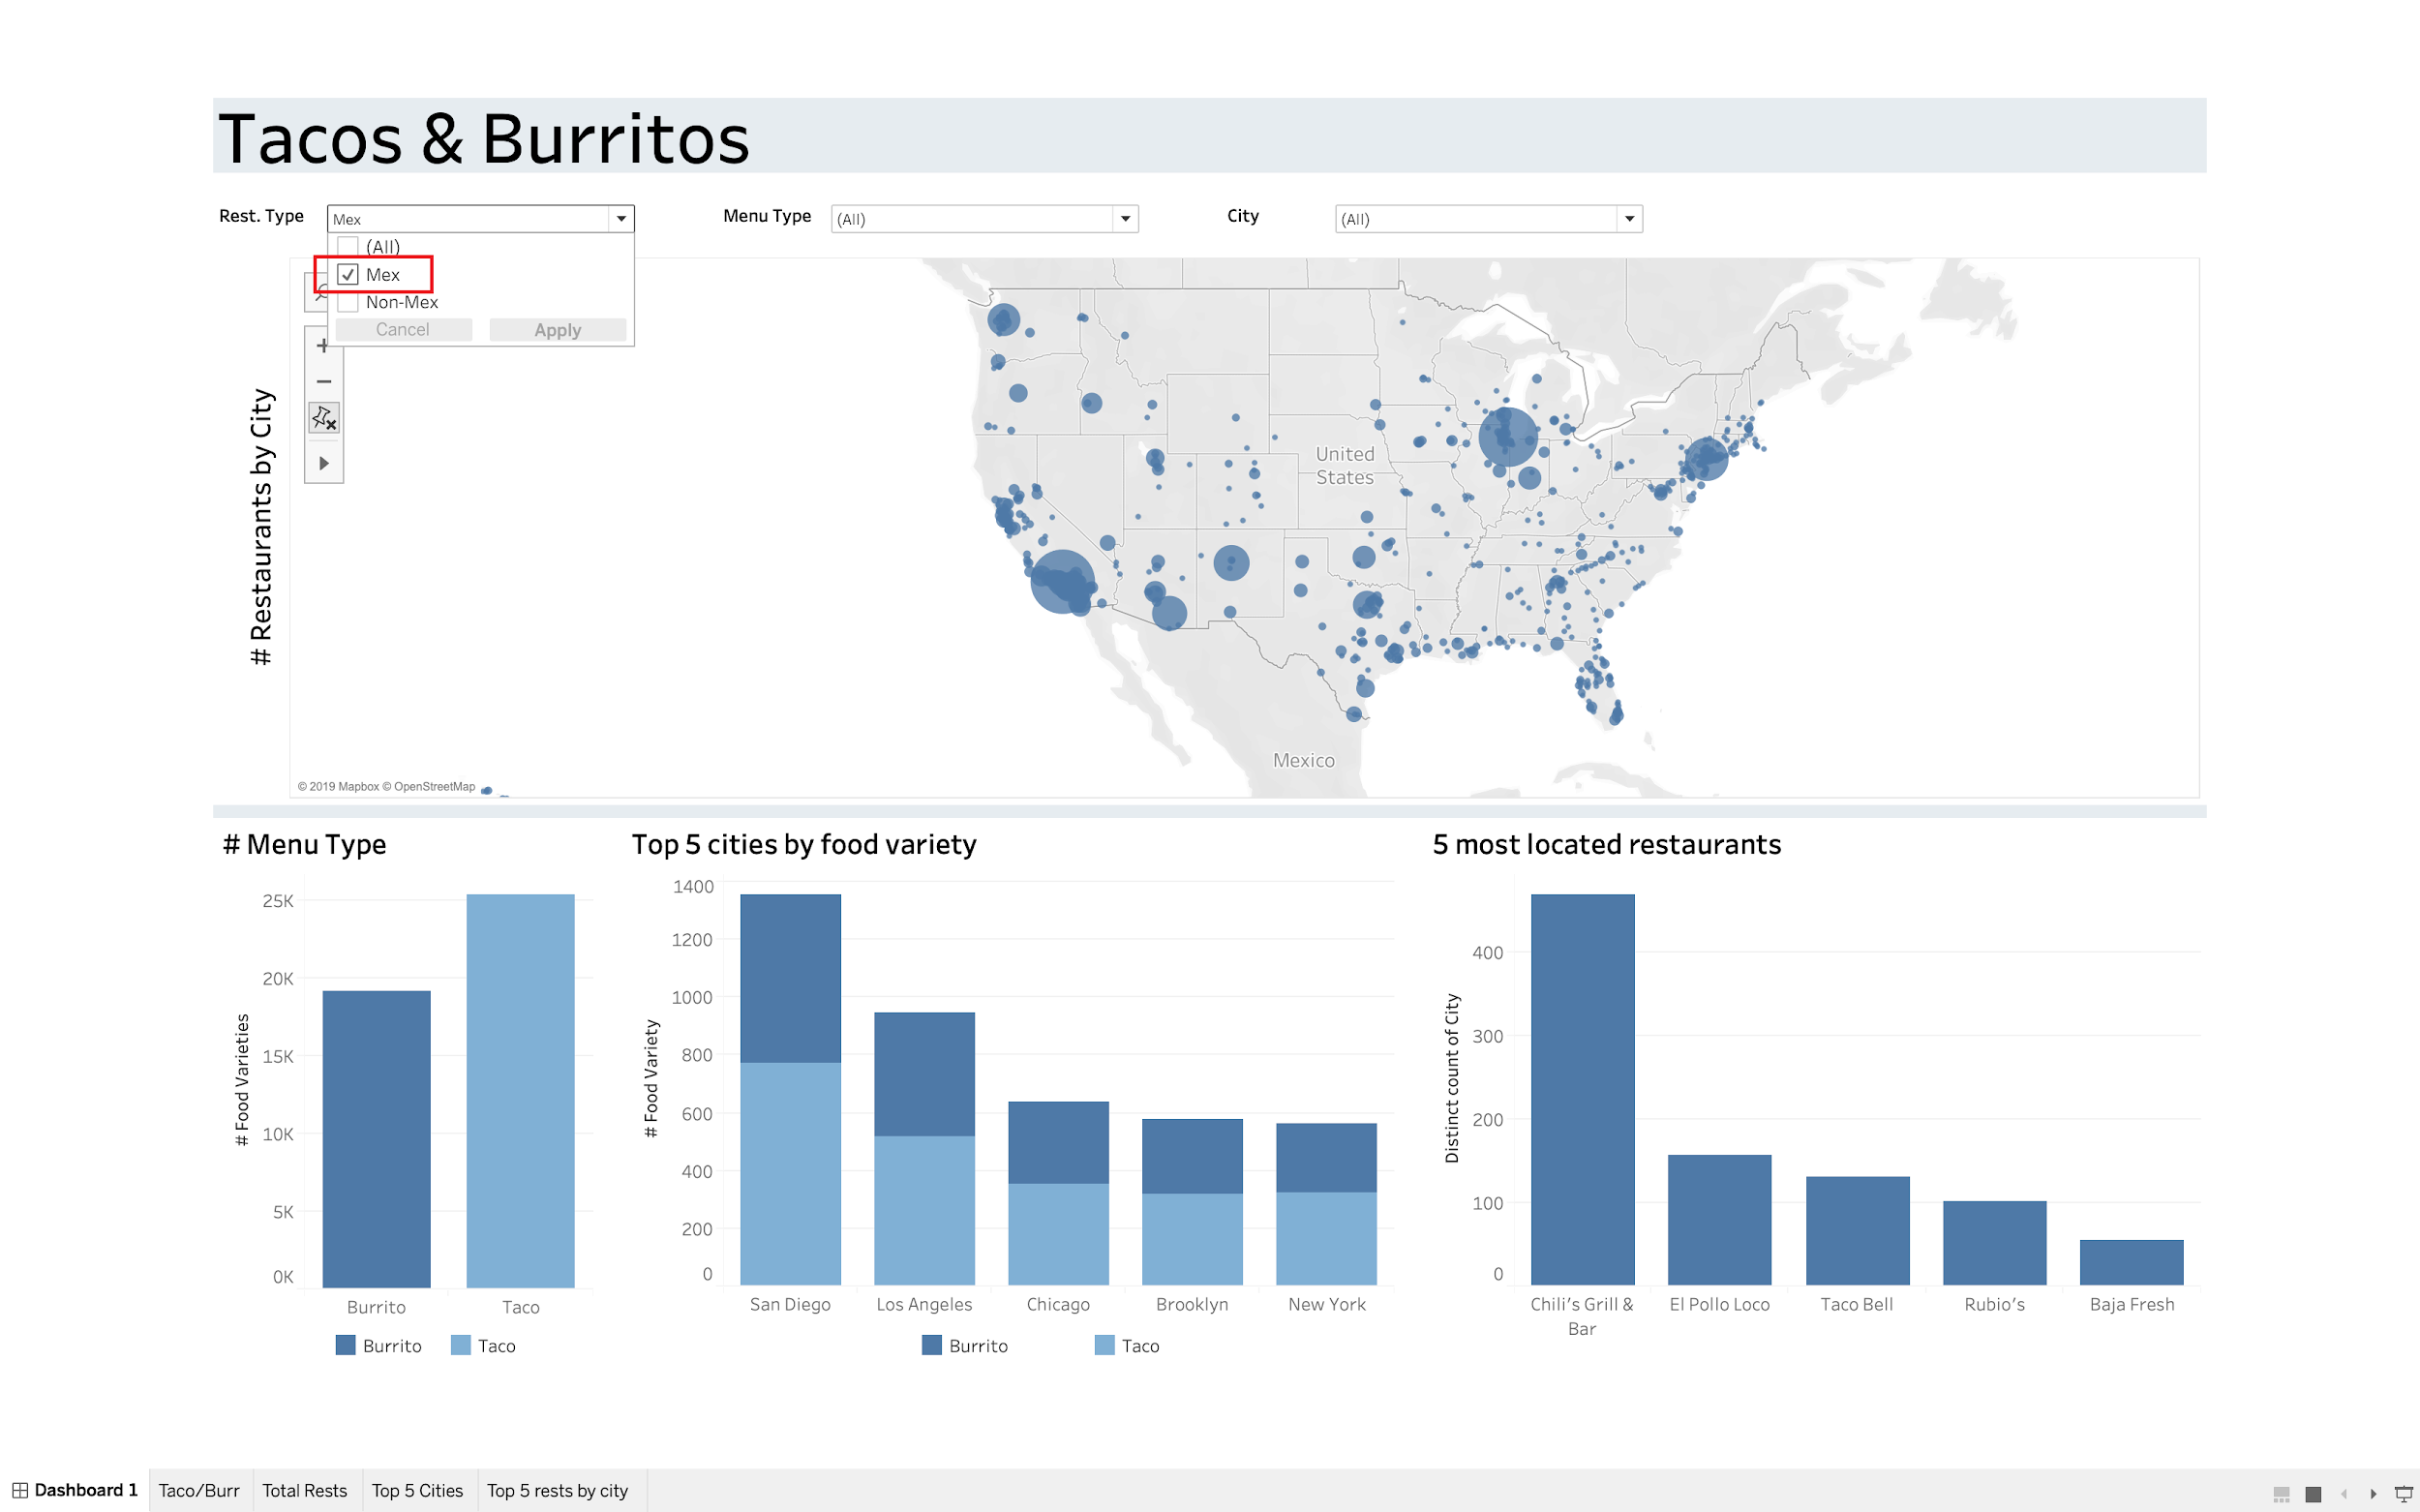 Tacos & Burritos
Rest. Type
Mex
Menu Type
(All)
City
(All)
(All)
Mex
Non-Mex
Cancel
Apply
# Restaurants by City
United
States
Mexico
© 2019 Mapbox © OpenStreetMap
# Menu Type
Top 5 cities by food variety
5 most located restaurants
# Food Varieties
25K
20K
15K
10K
5K
0K
Burrito
Taco
Burrito
Taco
# Food Variety
1400
1200
1000
800
600
400
200
0
San Diego
Los Angeles
Chicago
Brooklyn
New York
Burrito
Taco
Distinct count of City
400
300
200
100
0
Chili's Grill &
Bar
El Pollo Loco
Taco Bell
Rubio's
Baja Fresh
Dashboard 1
Taco/Burr
Total Rests
Top 5 Cities
Top 5 rests by city